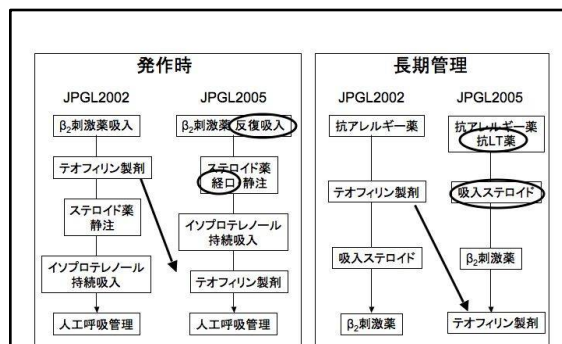 発作時
JPGL2002
β₂刺激薬吸入
テオフィリン製剤
ステロイド薬
静注
イソプロテレノール
持続吸入
人工呼吸管理
JPGL2005
β₂刺激薬 反復吸入
ステロイド薬
経口 静注
イソプロテレノール
持続吸入
テオフィリン製剤
人工呼吸管理
長期管理
JPGL2002
抗アレルギー薬
テオフィリン製剤
吸入ステロイド
β₂刺激薬
JPGL2005
抗アレルギー薬
抗LT薬
吸入ステロイド
β₂刺激薬
テオフィリン製剤